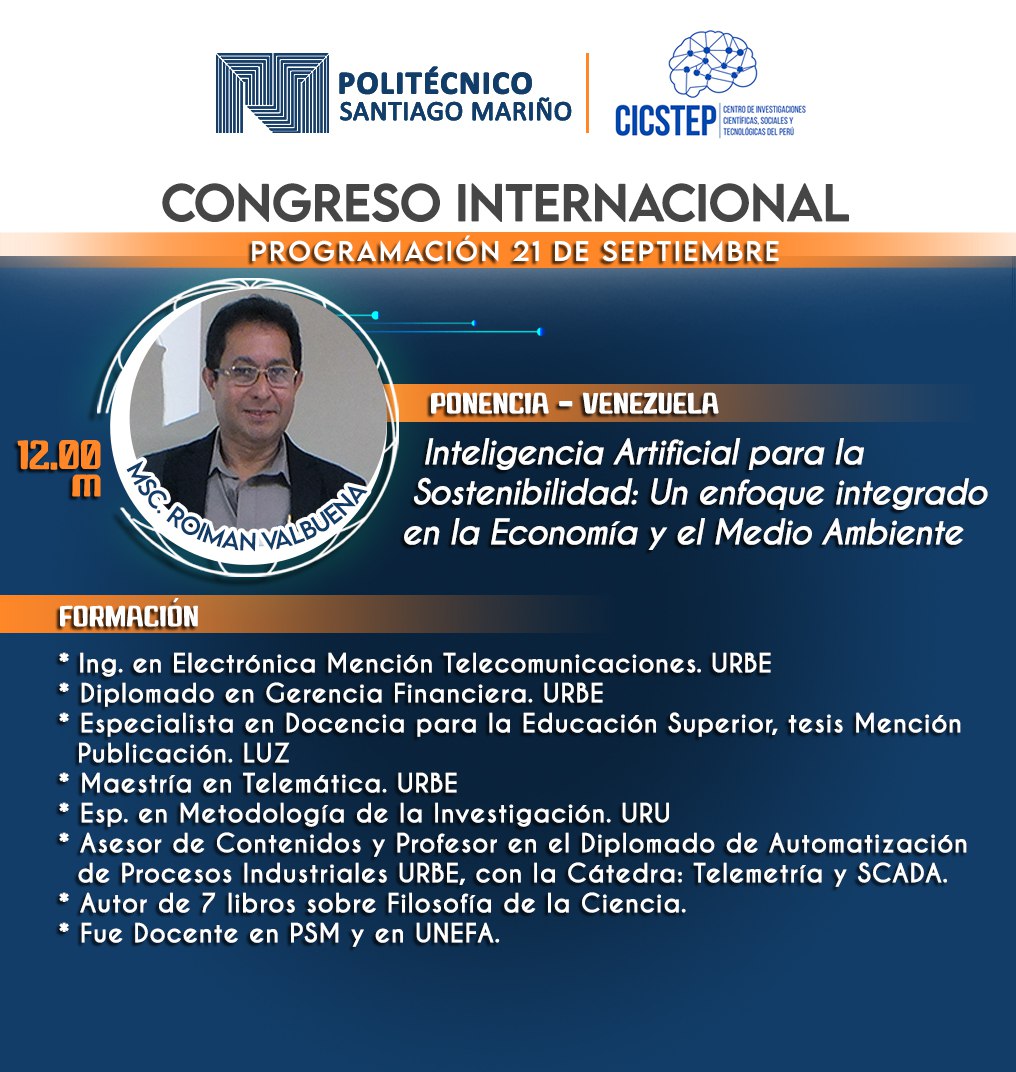 POLITÉCNICO
SANTIAGO MARIÑO
CICSTEP
CENTRO DE INVESTIGACIONES
CIENTÍFICAS, SOCIALES Y
TECNOLÓGICAS DEL PERÚ
CONGRESO INTERNACIONAL
PROGRAMACIÓN 21 DE SEPTIEMBRE
12.00
m
MSC. ROIMAN VALBUENA
PONENCIA - VENEZUELA
Inteligencia Artificial para la
Sostenibilidad: Un enfoque integrado
en la Economía y el Medio Ambiente
FORMACIÓN
* Ing. en Electrónica Mención Telecomunicaciones. URBE
* Diplomado en Gerencia Financiera. URBE
* Especialista en Docencia para la Educación Superior, tesis Mención
Publicación. LUZ
* Maestría en Telemática. URBE
* Esp. en Metodología de la Investigación. URU
* Asesor de Contenidos y Profesor en el Diplomado de Automatización
de Procesos Industriales URBE, con la Cátedra: Telemetría y SCADA.
* Autor de 7 libros sobre Filosofía de la Ciencia.
* Fue Docente en PSM y en UNEFA.